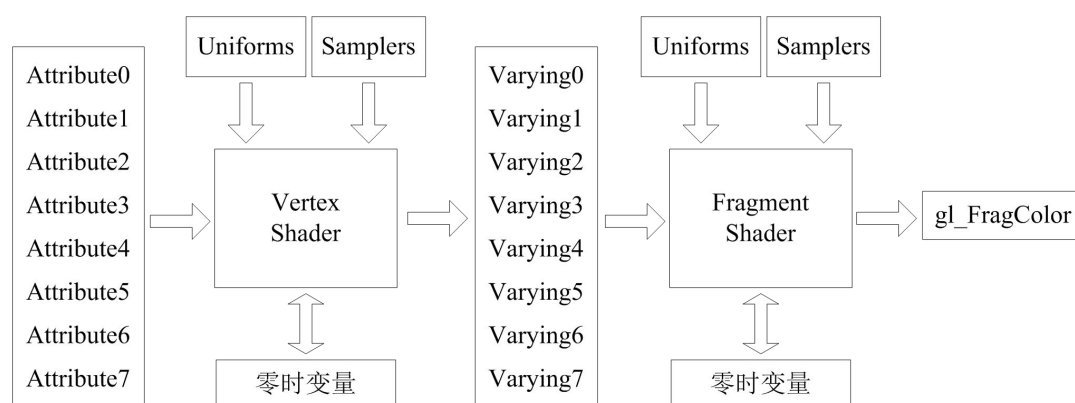 Uniforms
Samplers
Attribute0
Attribute1
Attribute2
Attribute3
Attribute4
Attribute5
Attribute6
Attribute7
Vertex
Shader
零时变量
Varying0
Varying1
Varying2
Varying3
Varying4
Varying5
Varying6
Varying7
Uniforms
Samplers
Fragment
Shader
零时变量
gl_FragColor